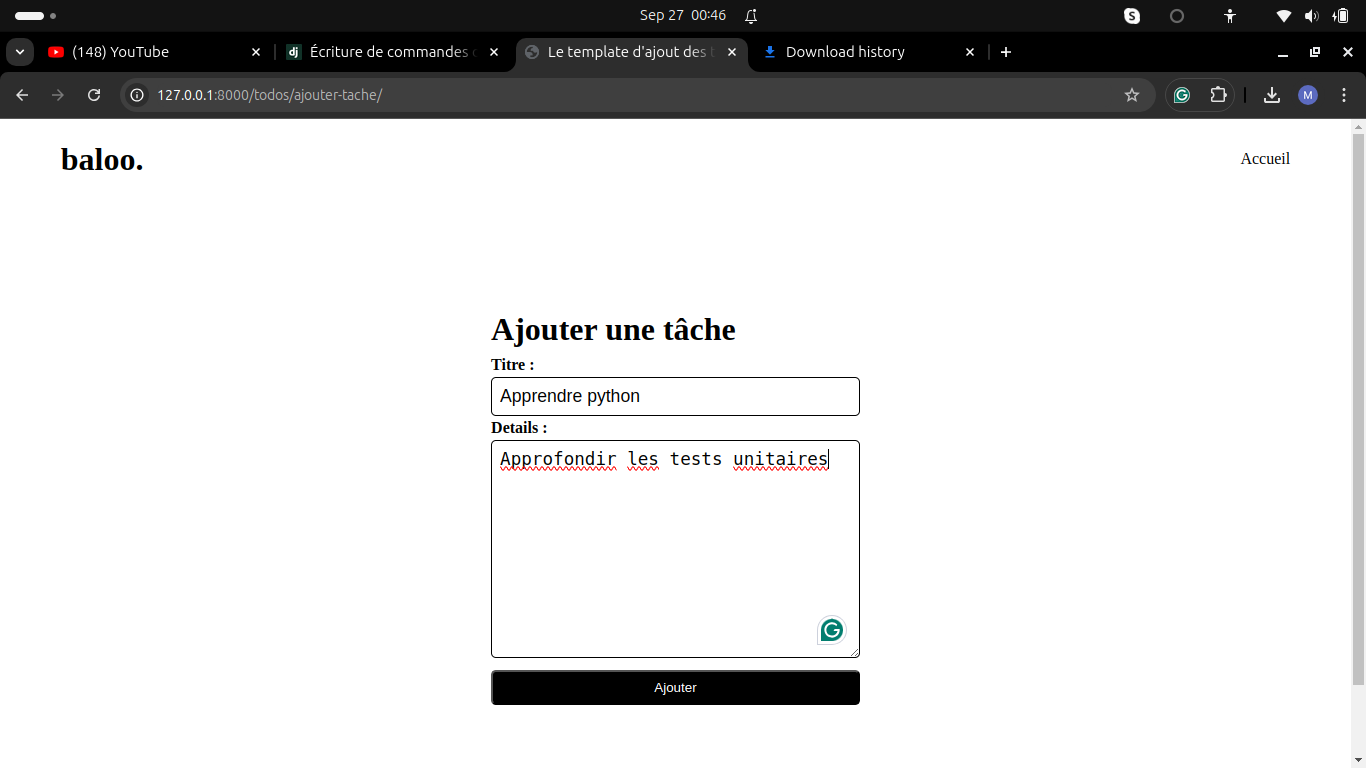 Sep 27 00:46
S
(148) YouTube
dj Écriture de commandes
Le template d'ajout des
Download history
127.0.0.1:8000/todos/ajouter-tache/
M
baloo.
Accueil
Ajouter une tâche
Titre :
Apprendre python
Details :
Approfondir les tests unitaires
Ajouter